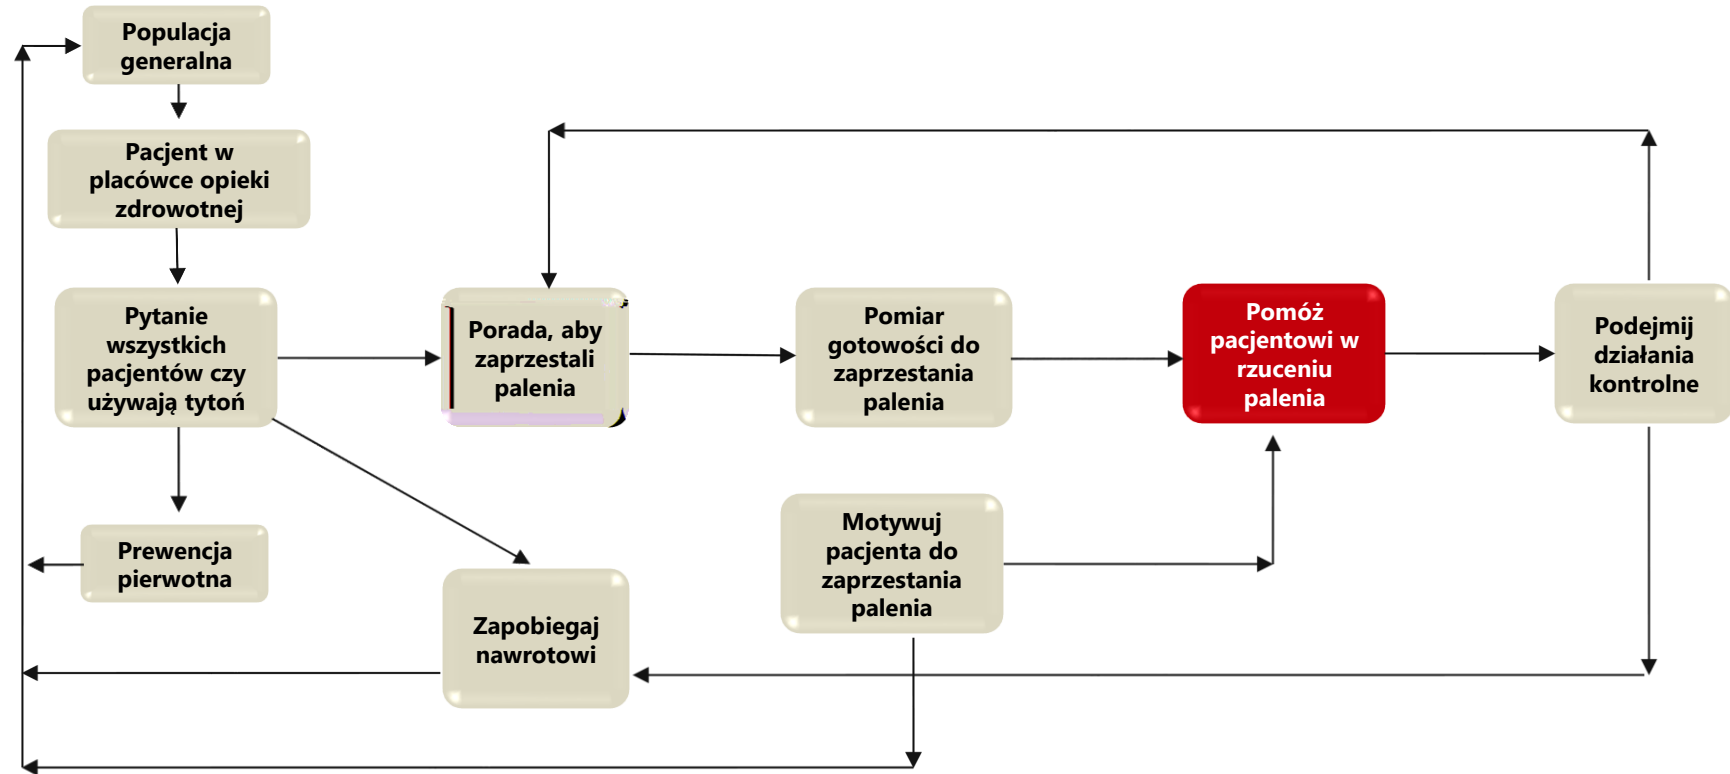 Populacja
generalna
Pacjent w
placówce opieki
zdrowotnej
Pytanie
wszystkich
pacjentów czy
używają tytoń
Porada, aby
zaprzestali
palenia
Pomiar
gotowości do
zaprzestania
palenia
Pomóż
pacjentowi w
rzuceniu
palenia
Podejmij
działania
kontrolne
Prewencja
pierwotna
Zapobiegaj
nawrotowi
Motywuj
pacjenta do
zaprzestania
palenia